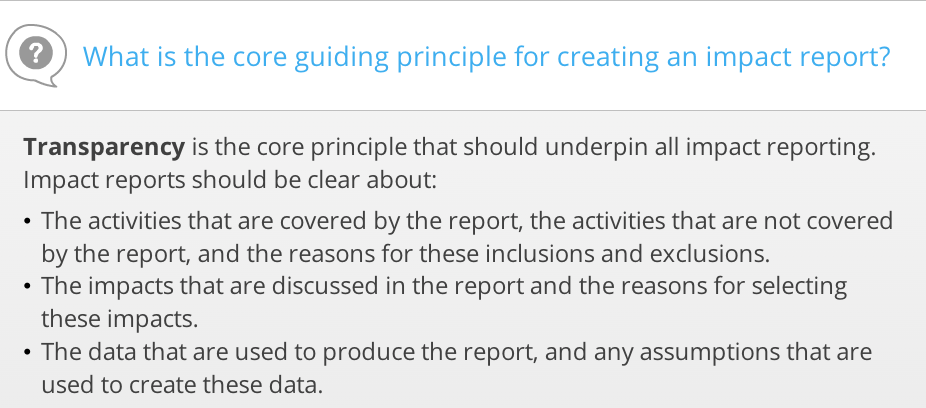 ?
What is the core guiding principle for creating an impact report?
Transparency is the core principle that should underpin all impact reporting.
Impact reports should be clear about:
• The activities that are covered by the report, the activities that are not covered
by the report, and the reasons for these inclusions and exclusions.
• The impacts that are discussed in the report and the reasons for selecting
these impacts.
• The data that are used to produce the report, and any assumptions that are
used to create these data.